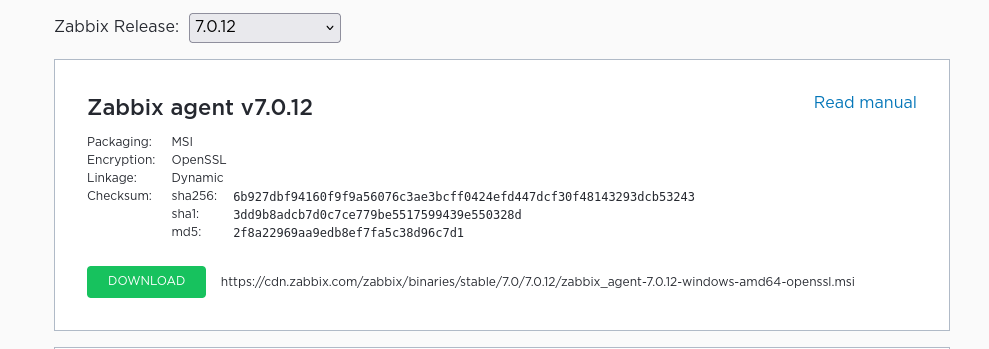 Zabbix Release: 7.0.12
Zabbix agent v7.0.12
Read manual
Packaging: MSI
Encryption: OpenSSL
Linkage: Dynamic
Checksum: sha256: 6b927dbf94160f9f9a56076c3ae3bcff0424efd447dcf30f48143293dcb53243
sha1: 3dd9b8adcb7d0c7ce779be5517599439e550328d
md5: 2f8a22969aa9edb8ef7fa5c38d96c7d1
DOWNLOAD https://cdn.zabbix.com/zabbix/binaries/stable/7.0/7.0.12/zabbix_agent-7.0.12-windows-amd64-openssl.msi